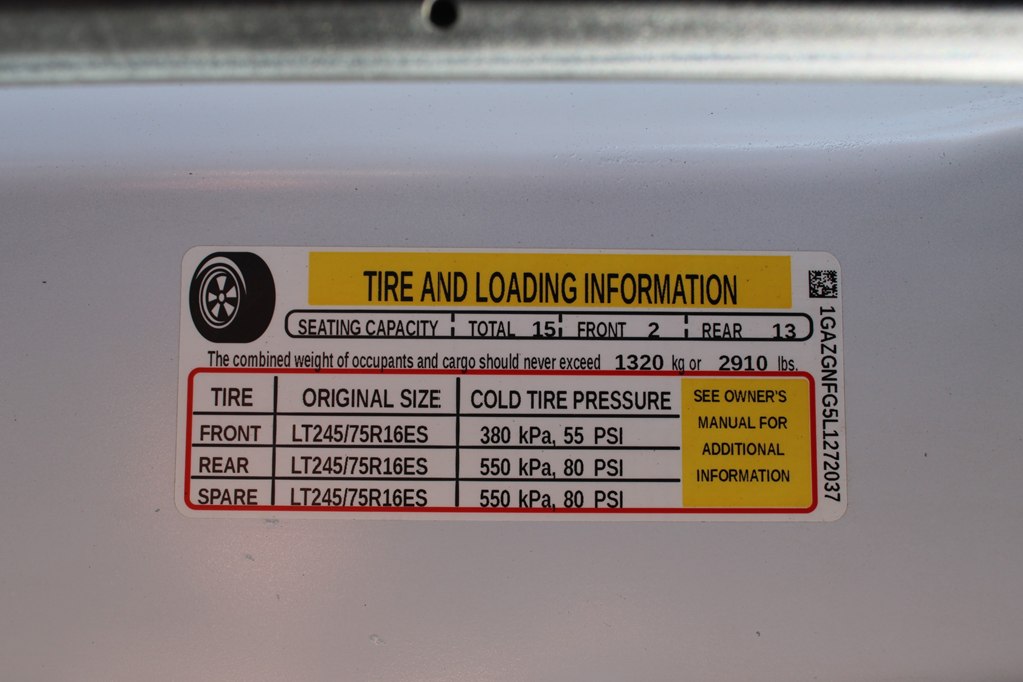 TIRE AND LOADING INFORMATION
SEATING CAPACITY TOTAL 15 FRONT 2 REAR 13
The combined weight of occupants and cargo should never exceed 1320 kg or 2910 lbs.
TIRE ORIGINAL SIZE COLD TIRE PRESSURE
FRONT LT245/75R16ES 380 kPa, 55 PSI
REAR LT245/75R16ES 550 kPa, 80 PSI
SPARE LT245/75R16ES 550 kPa, 80 PSI
SEE OWNER'S
MANUAL FOR
ADDITIONAL
INFORMATION
1GAZGNFG5L1272037